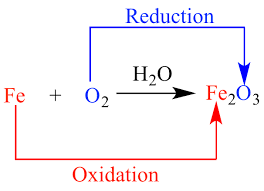 Reduction
H₂O
Fe + O₂ Fe₂O₃
Oxidation